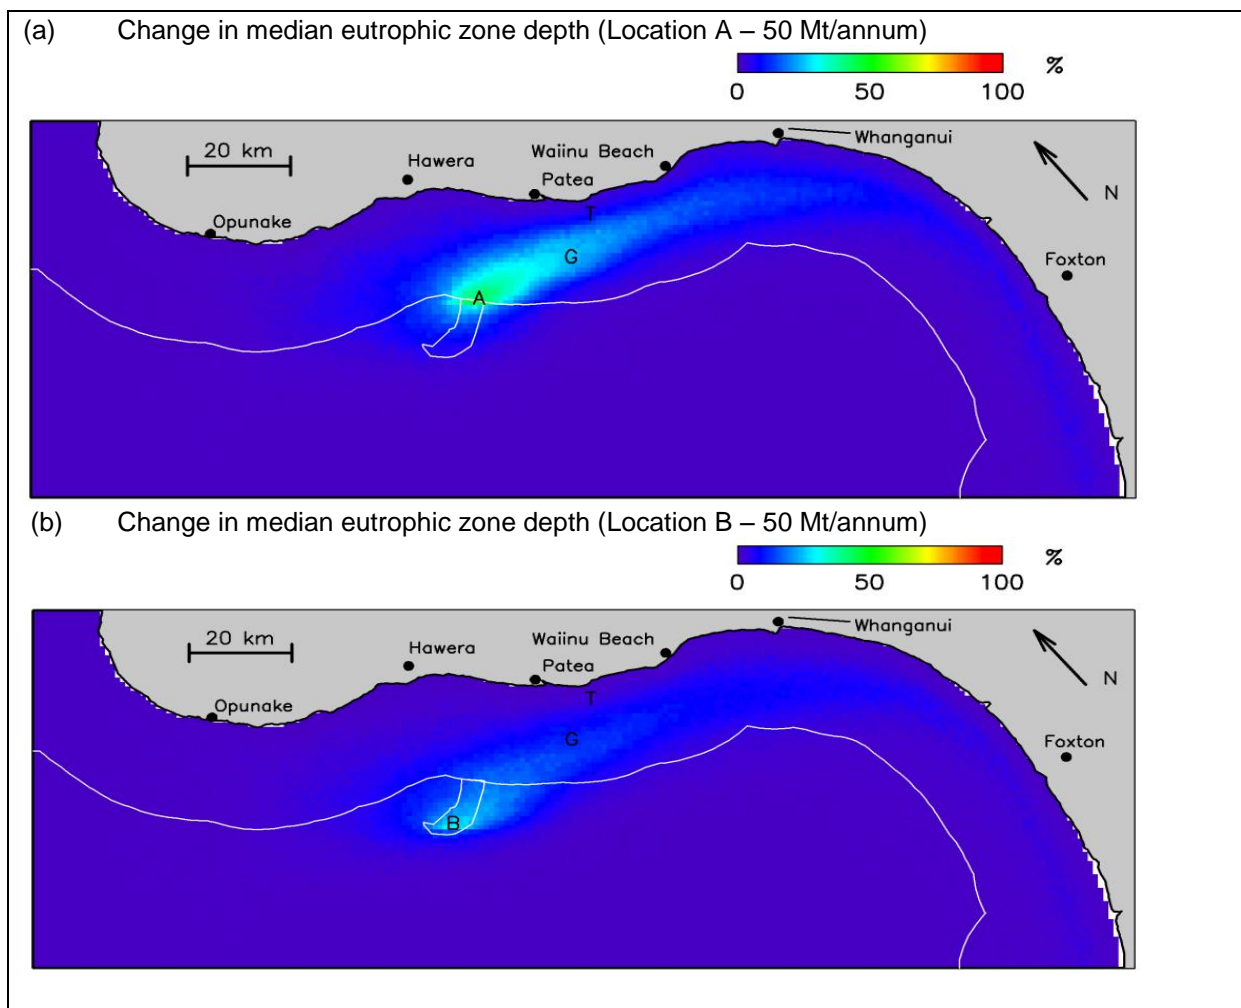 (a) Change in median eutrophic zone depth (Location A – 50 Mt/annum)
%
0 50 100
Whanganui
20 km
Waiinu Beach
Hawera
Patea
N
T
Opunake
G
Foxton
A
(b) Change in median eutrophic zone depth (Location B – 50 Mt/annum)
%
0 50 100
Whanganui
20 km
Waiinu Beach
Hawera
Patea
N
T
Opunake
G
Foxton
B